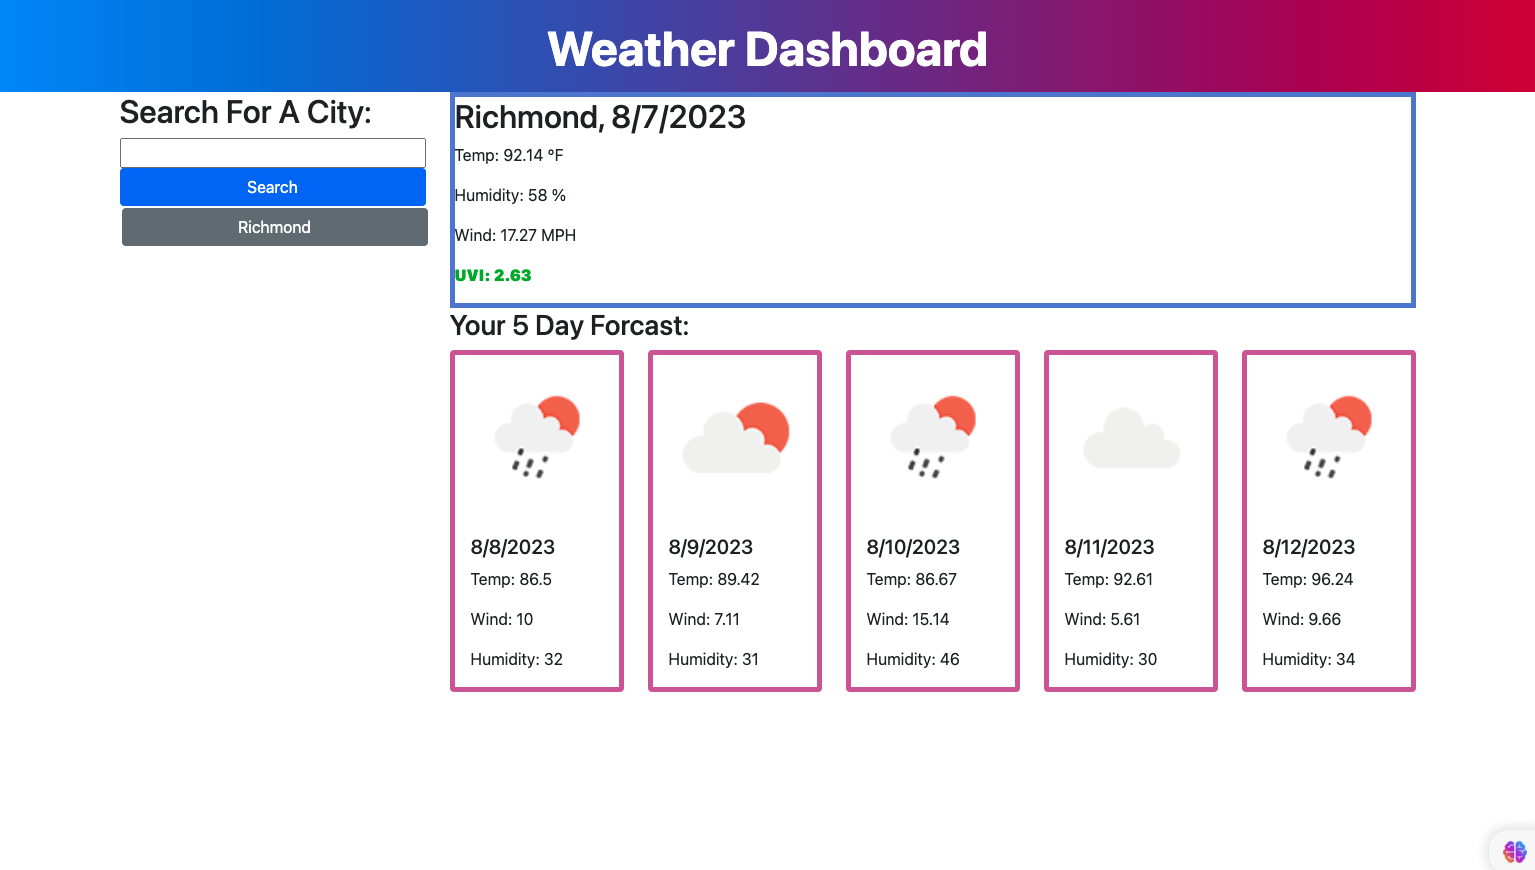 Weather Dashboard
Search For A City:
Search
Richmond
Richmond, 8/7/2023
Temp: 92.14 °F
Humidity: 58 %
Wind: 17.27 MPH
UVI: 2.63
Your 5 Day Forcast:
8/8/2023
Temp: 86.5
Wind: 10
Humidity: 32
8/9/2023
Temp: 89.42
Wind: 7.11
Humidity: 31
8/10/2023
Temp: 86.67
Wind: 15.14
Humidity: 46
8/11/2023
Temp: 92.61
Wind: 5.61
Humidity: 30
8/12/2023
Temp: 96.24
Wind: 9.66
Humidity: 34